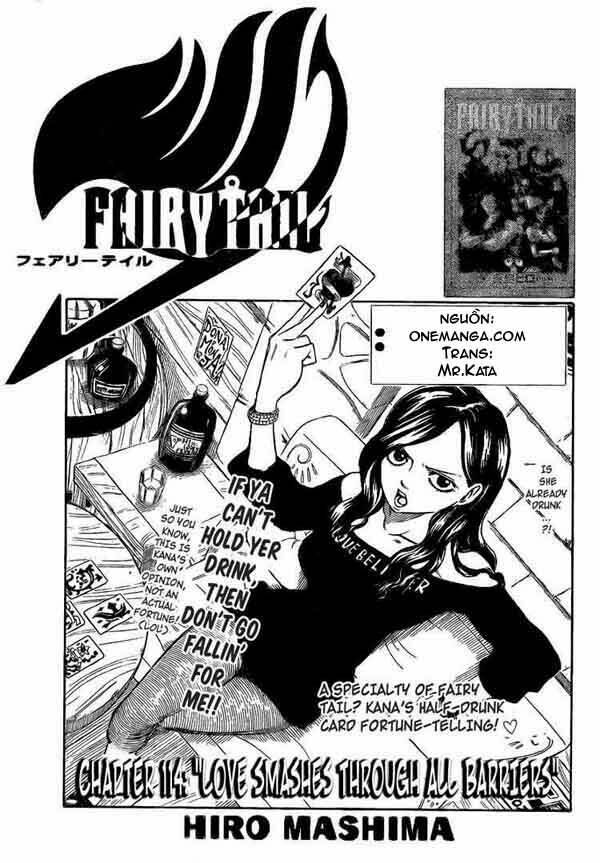 FAIRY TAIL
フェアリーテイル
FAIRY TAIL
NGUỒN:
ONEMANGA.COM
TRANS:
MR.KATA
IS
SHE
ALREADY
DRUNK
...
?!
IF YA
CAN'T
HOLD YER
DRINK,
THEN
DON'T GO
FALLIN'
FOR
ME!!
JUST
SO YOU
KNOW,
THIS IS
KANA'S
OWN
OPINION,
NOT AN
ACTUAL
FORTUNE!
(LOL)
A SPECIALTY OF FAIRY
TAIL? KANA'S HALF-DRUNK
CARD FORTUNE-TELLING! ♡
CHAPTER 114: "LOVE SMASHES THROUGH ALL BARRIERS"
HIRO MASHIMA